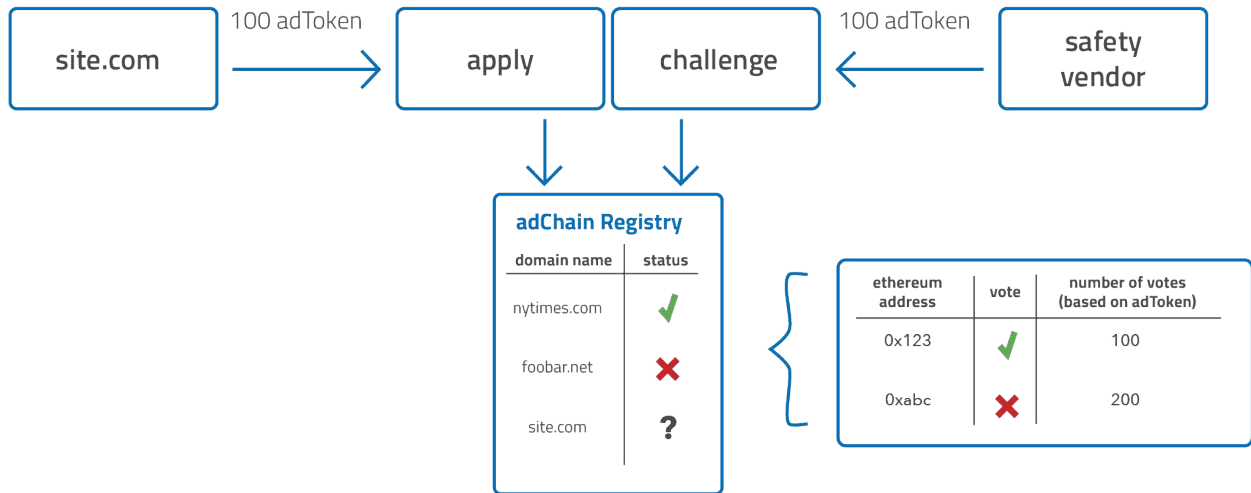 site.com
100 adToken
apply
challenge
100 adToken
safety
vendor
adChain Registry
domain name status
nytimes.com
foobar.net
site.com ?
ethereum
address
vote
number of votes
(based on adToken)
0x123 100
0xabc 200